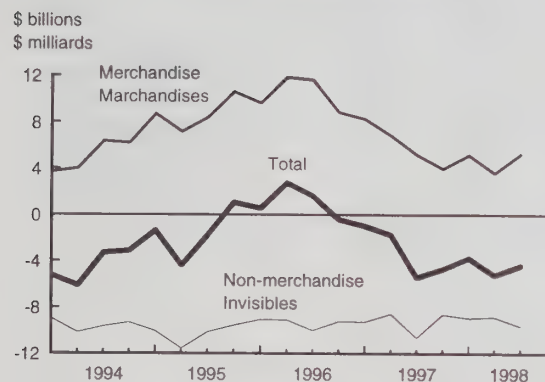 $ billions
$ milliards
12
Merchandise
Marchandises
8
4
Total
0
-4
Non-merchandise
Invisibles
-8
-12
1994 1995 1996 1997 1998